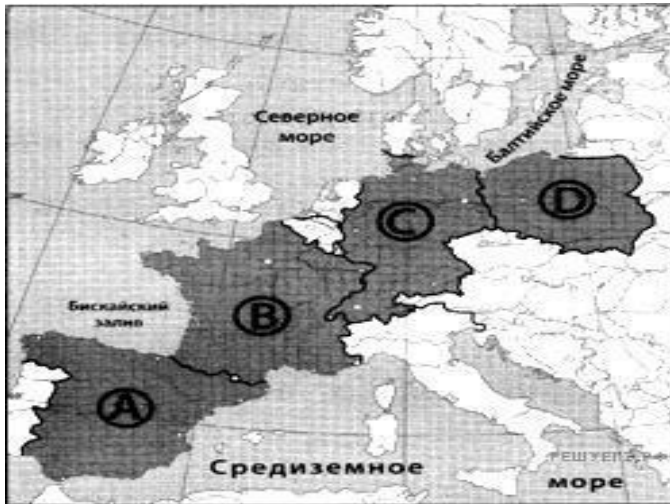 Северное
море
Балтийское море
D
C
Бискайский
залив
B
A
РЕШУЕГЭ.РФ
Средиземное
море